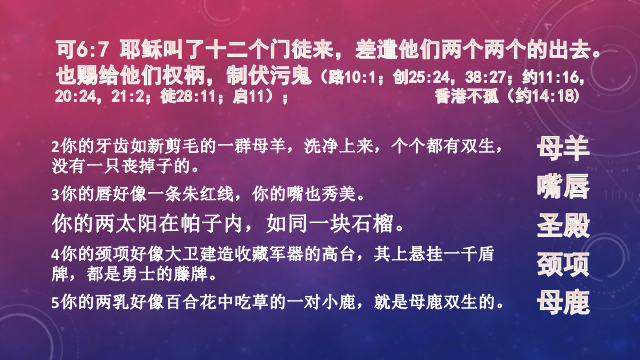 可6:7 耶稣叫了十二个门徒来，差遣他们两个两个的出去。
也赐给他们权柄，制伏污鬼（路10:1；创25:24，38:27；约11:16，
20:24，21:2；徒28:11；启11）； 香港不孤（约14:18)
2你的牙齿如新剪毛的一群母羊，洗净上来，个个都有双生，
没有一只丧掉子的。
3你的唇好像一条朱红线，你的嘴也秀美。
你的两太阳在帕子内，如同一块石榴。
4你的颈项好像大卫建造收藏军器的高台，其上悬挂一千盾
牌，都是勇士的藤牌。
5你的两乳好像百合花中吃草的一对小鹿，就是母鹿双生的。
母羊
嘴唇
圣殿
颈项
母鹿